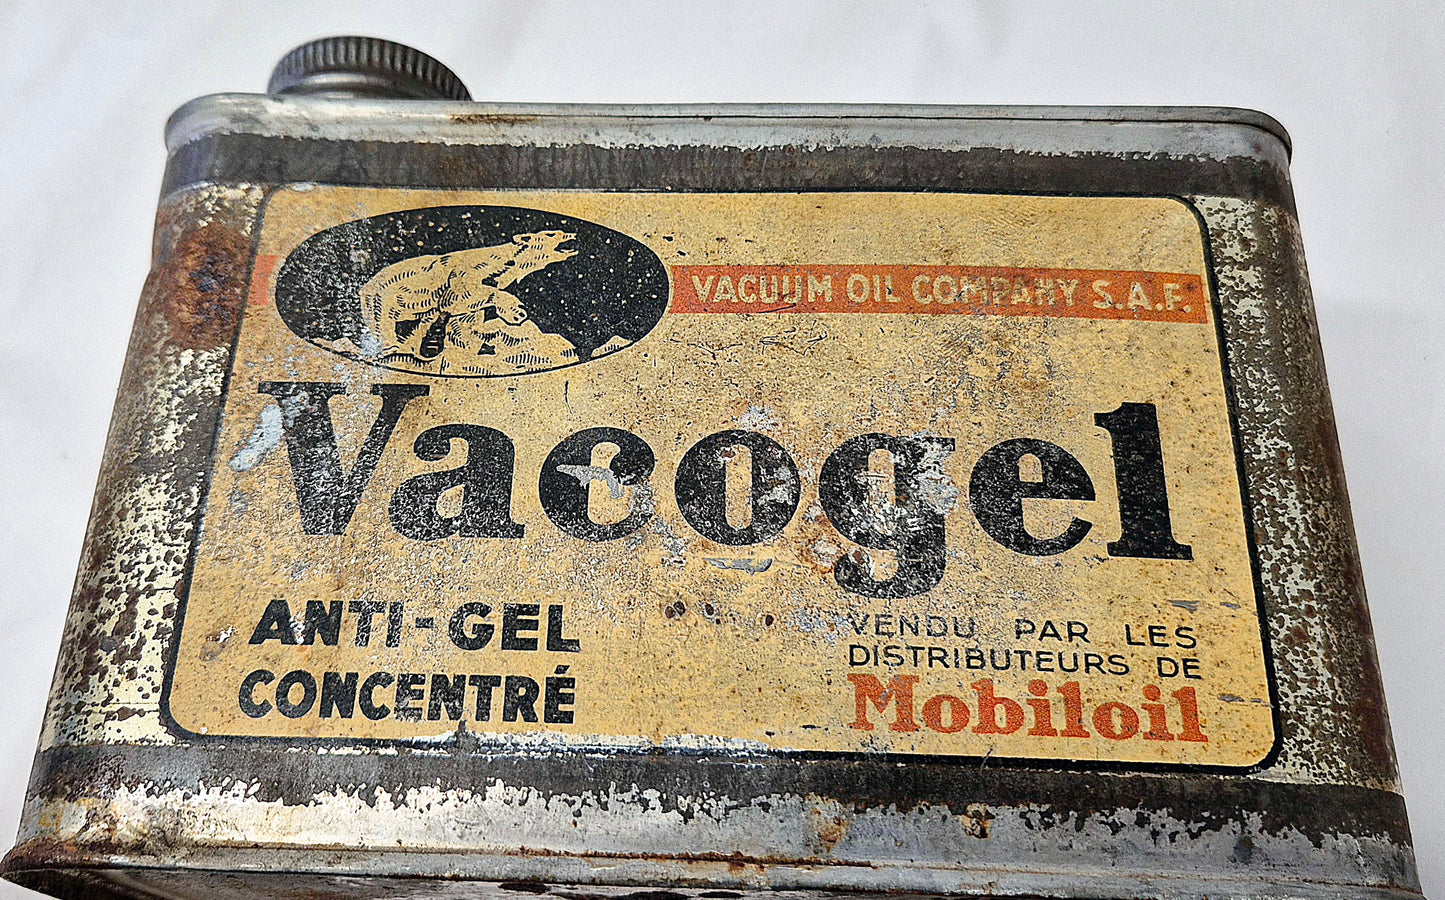 VACUUM OIL COMPANY S.A.F.
Vacogel
ANTI-GEL
CONCENTRÉ
VENDU PAR LES
DISTRIBUTEURS DE
Mobiloil